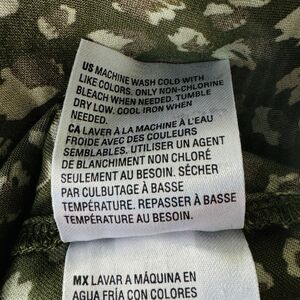 US MACHINE WASH COLD WITH
LIKE COLORS. ONLY NON-CHLORINE
BLEACH WHEN NEEDED. TUMBLE
DRY LOW. COOL IRON WHEN
NEEDED.
CA LAVER À LA MACHINE À L'EAU
FROIDE AVEC DES COULEURS
SEMBLABLES. UTILISER UN AGENT
DE BLANCHIMENT NON CHLORÉ
SEULEMENT AU BESOIN. SÉCHER
PAR CULBUTAGE À BASSE
TEMPÉRATURE. REPASSER À BASSE
TEMPÉRATURE AU BESOIN.
MX LAVAR A MÁQUINA EN
AGUA FRÍA CON COLORES